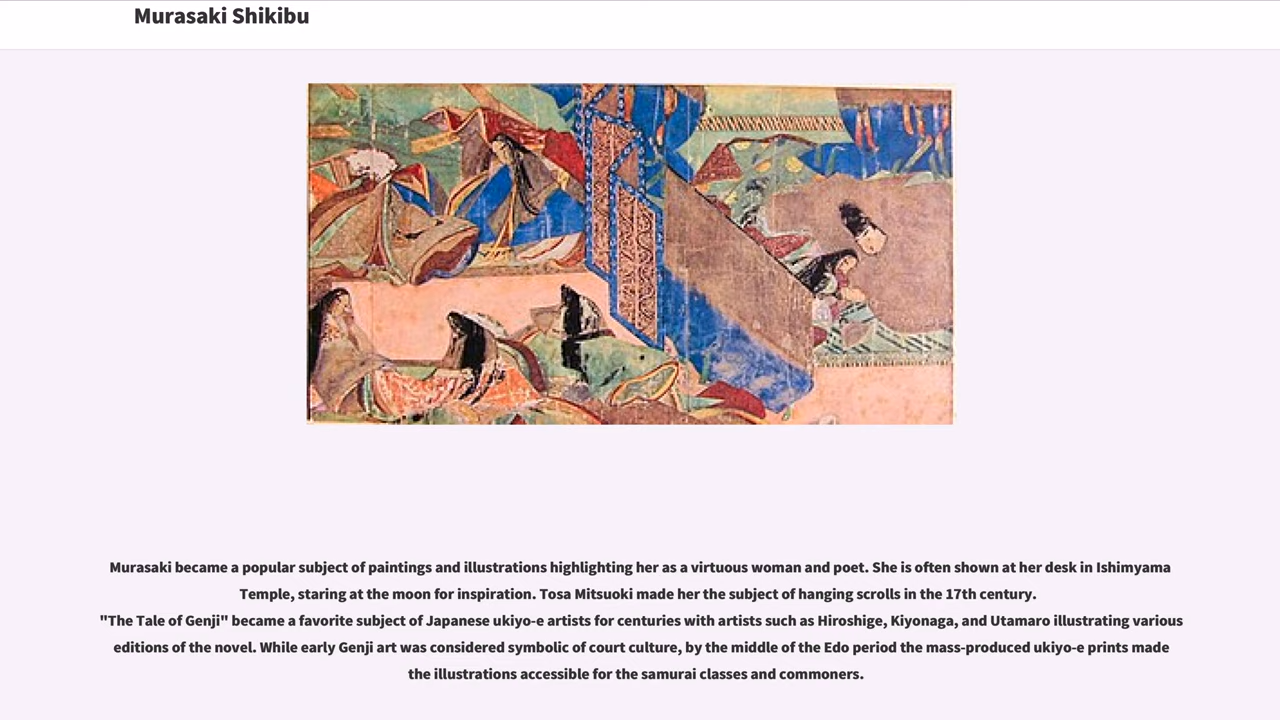 Murasaki Shikibu
Murasaki became a popular subject of paintings and illustrations highlighting her as a virtuous woman and poet. She is often shown at her desk in Ishimyama
Temple, staring at the moon for inspiration. Tosa Mitsuoki made her the subject of hanging scrolls in the 17th century.
"The Tale of Genji" became a favorite subject of Japanese ukiyo-e artists for centuries with artists such as Hiroshige, Kiyonaga, and Utamaro illustrating various
editions of the novel. While early Genji art was considered symbolic of court culture, by the middle of the Edo period the mass-produced ukiyo-e prints made
the illustrations accessible for the samurai classes and commoners.